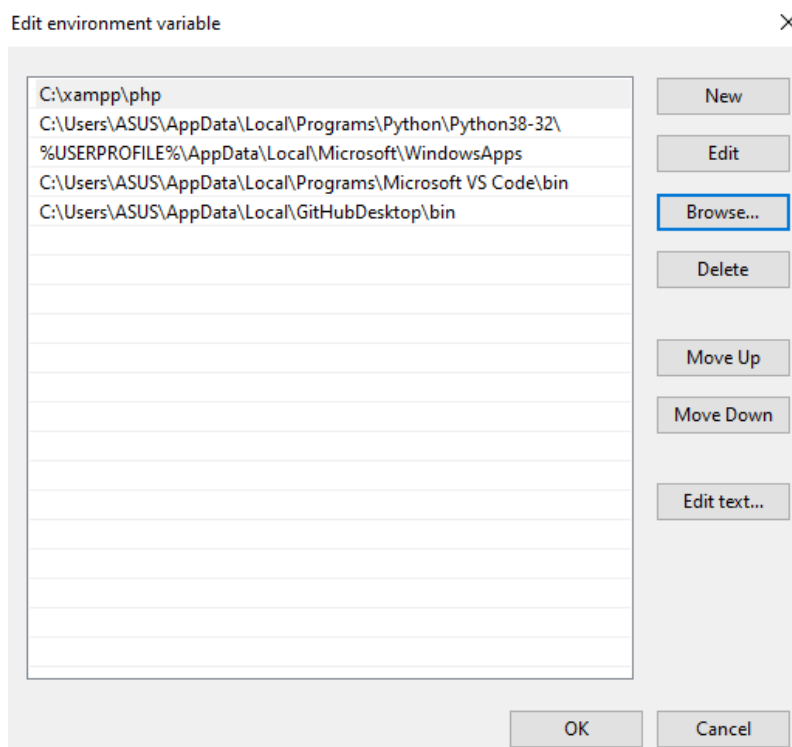 Edit environment variable
C:\xampp\php
C:\Users\ASUS\AppData\Local\Programs\Python\Python38-32\
%USERPROFILE%\AppData\Local\Microsoft\WindowsApps
C:\Users\ASUS\AppData\Local\Programs\Microsoft VS Code\bin
C:\Users\ASUS\AppData\Local\GitHubDesktop\bin
New
Edit
Browse...
Delete
Move Up
Move Down
Edit text...
OK
Cancel